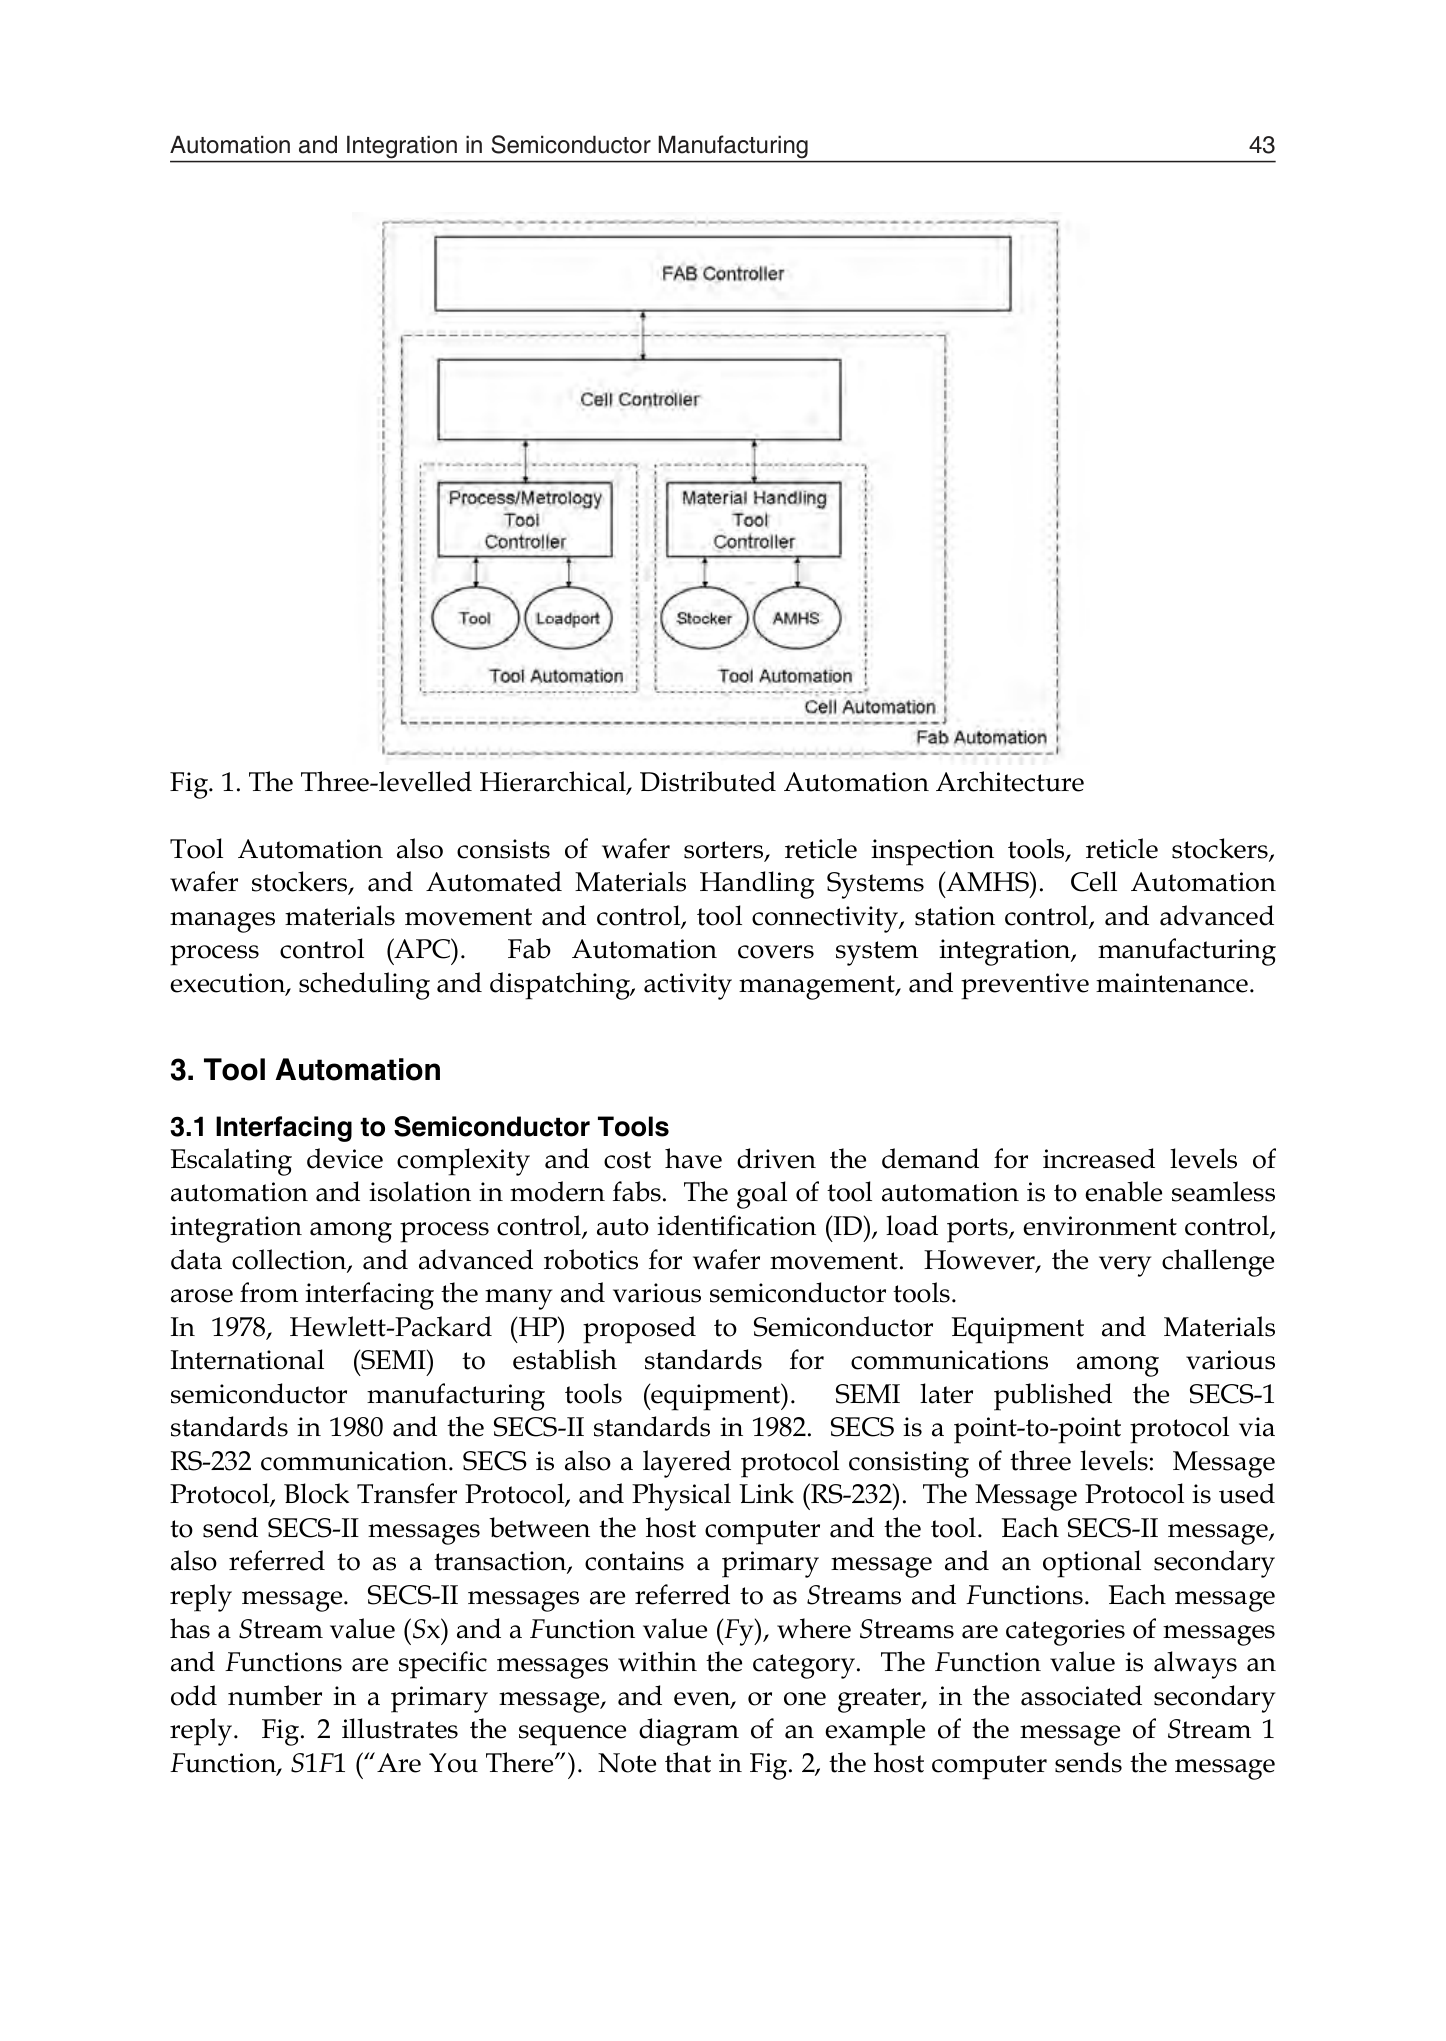 Automation and Integration in Semiconductor Manufacturing 43
FAB Controller
Cell Controller
Process/Metrology
Tool
Controller
Material Handling
Tool
Controller
Tool
Loadport
Stocker
AMHS
Tool Automation
Tool Automation
Cell Automation
Fab Automation
Fig. 1. The Three-levelled Hierarchical, Distributed Automation Architecture
Tool Automation also consists of wafer sorters, reticle inspection tools, reticle stockers,
wafer stockers, and Automated Materials Handling Systems (AMHS). Cell Automation
manages materials movement and control, tool connectivity, station control, and advanced
process control (APC). Fab Automation covers system integration, manufacturing
execution, scheduling and dispatching, activity management, and preventive maintenance.
3. Tool Automation
3.1 Interfacing to Semiconductor Tools
Escalating device complexity and cost have driven the demand for increased levels of
automation and isolation in modern fabs. The goal of tool automation is to enable seamless
integration among process control, auto identification (ID), load ports, environment control,
data collection, and advanced robotics for wafer movement. However, the very challenge
arose from interfacing the many and various semiconductor tools.
In 1978, Hewlett-Packard (HP) proposed to Semiconductor Equipment and Materials
International (SEMI) to establish standards for communications among various
semiconductor manufacturing tools (equipment). SEMI later published the SECS-1
standards in 1980 and the SECS-II standards in 1982. SECS is a point-to-point protocol via
RS-232 communication. SECS is also a layered protocol consisting of three levels: Message
Protocol, Block Transfer Protocol, and Physical Link (RS-232). The Message Protocol is used
to send SECS-II messages between the host computer and the tool. Each SECS-II message,
also referred to as a transaction, contains a primary message and an optional secondary
reply message. SECS-II messages are referred to as Streams and Functions. Each message
has a Stream value (Sx) and a Function value (Fy), where Streams are categories of messages
and Functions are specific messages within the category. The Function value is always an
odd number in a primary message, and even, or one greater, in the associated secondary
reply. Fig. 2 illustrates the sequence diagram of an example of the message of Stream 1
Function, S1F1 (“Are You There”). Note that in Fig. 2, the host computer sends the message